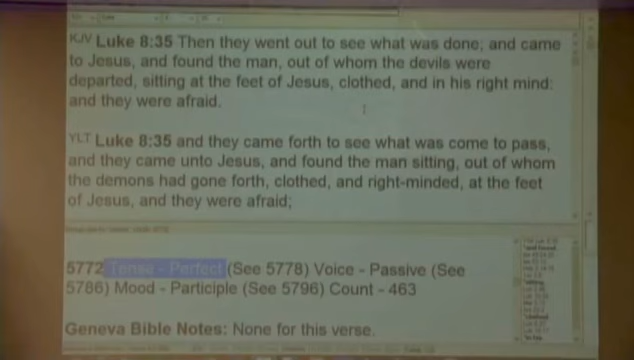 KJV Luke 8:35 Then they went out to see what was done; and came
to Jesus, and found the man, out of whom the devils were
departed, sitting at the feet of Jesus, clothed, and in his right mind:
and they were afraid.
YLT Luke 8:35 and they came forth to see what was come to pass,
and they came unto Jesus, and found the man sitting, out of whom
the demons had gone forth, clothed, and right-minded, at the feet
of Jesus, and they were afraid;
5772 Tense - Perfect (See 5778) Voice - Passive (See
5786) Mood - Participle (See 5796) Count - 463
Geneva Bible Notes: None for this verse.